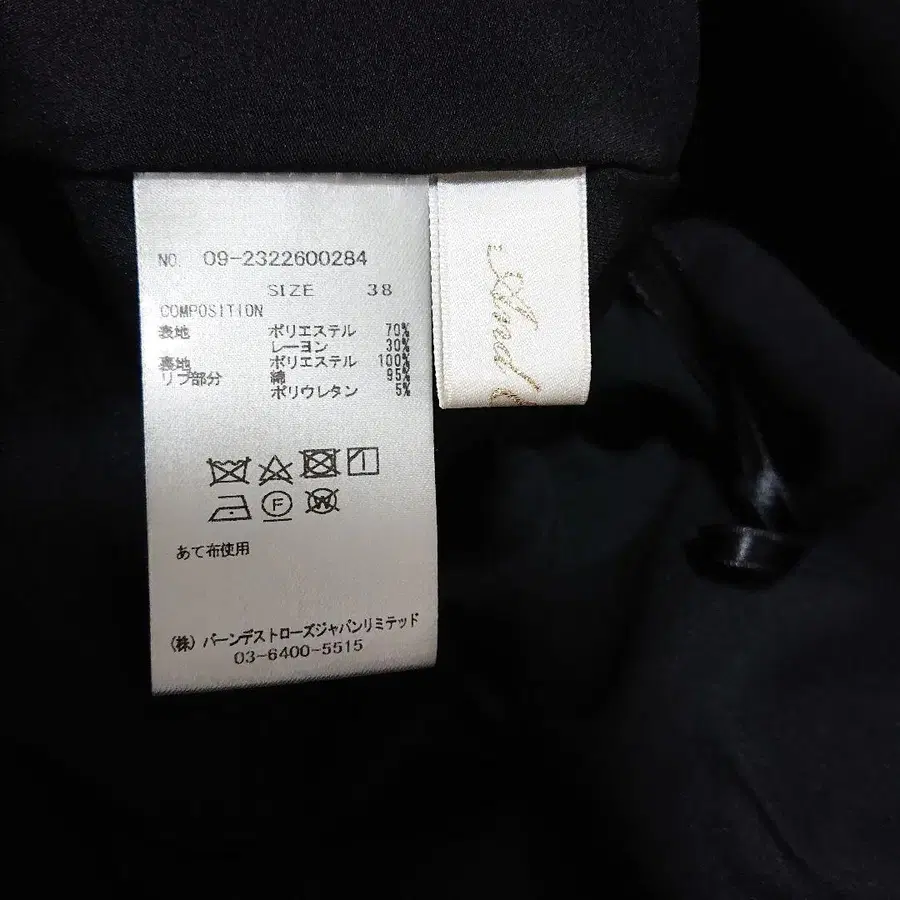 NO. 09-2322600284
SIZE 38
COMPOSITION
表地 ポリエステル 70%
レーヨン 30%
裏地 ポリエステル 100%
リブ部分 綿 95%
ポリウレタン 5%
F
W
あて布使用
(株) バーンデストローズジャパンリミテッド
03-6400-5515
And